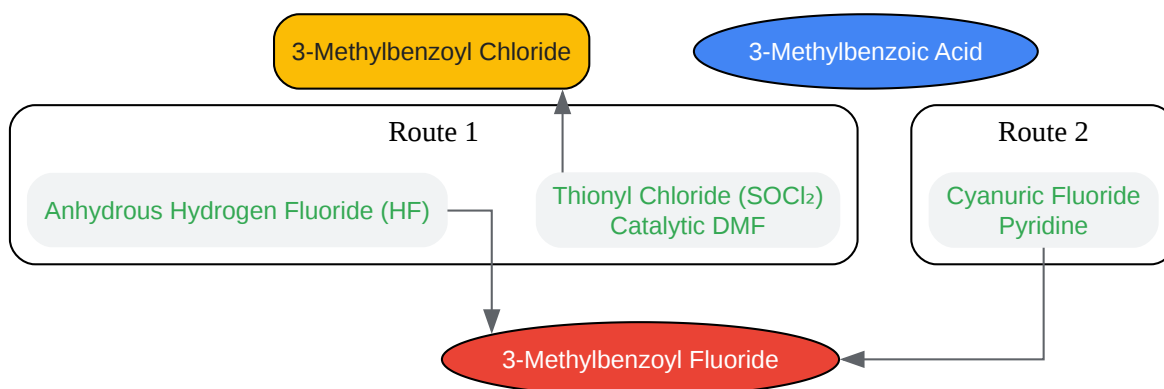 3-Methylbenzoyl Chloride
3-Methylbenzoic Acid
Route 1
Route 2
Anhydrous Hydrogen Fluoride (HF)
Thionyl Chloride (SOCl₂)
Catalytic DMF
Cyanuric Fluoride
Pyridine
3-Methylbenzoyl Fluoride